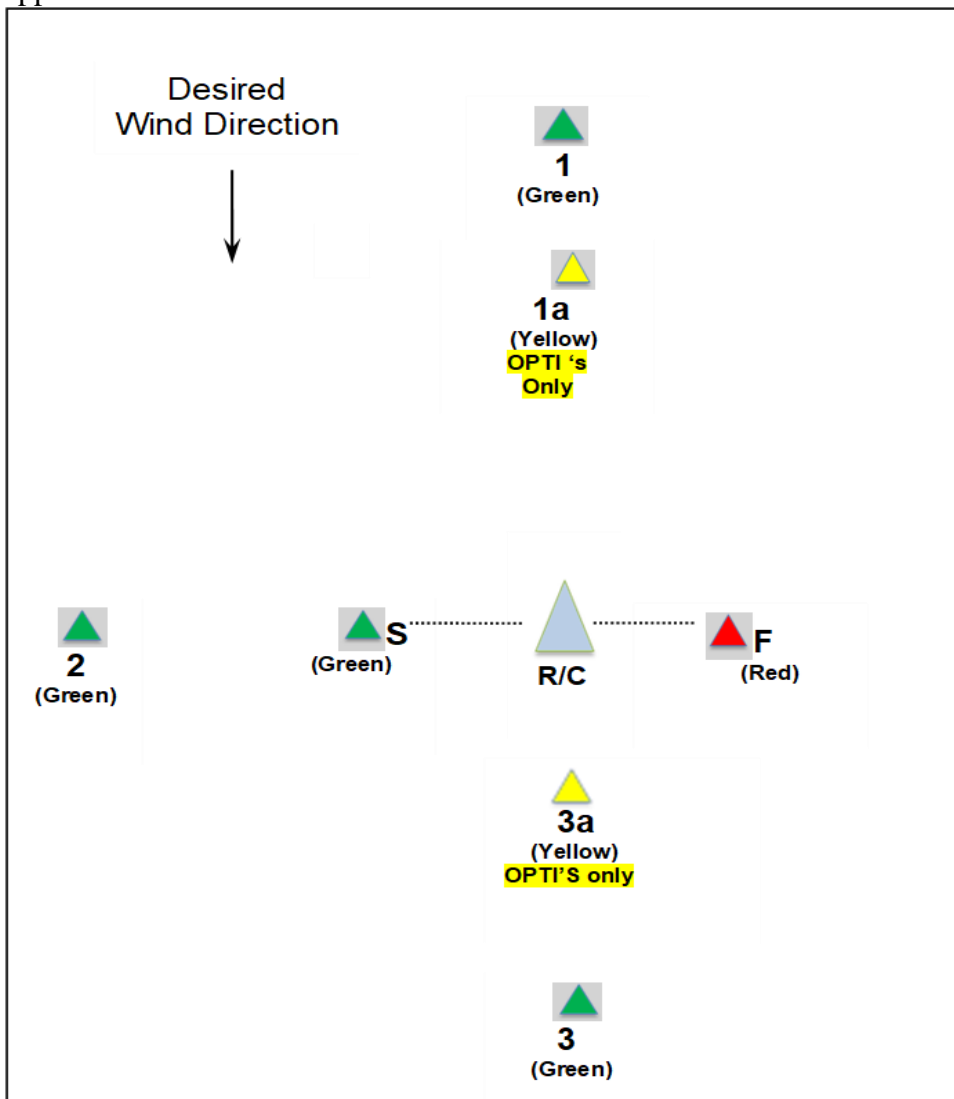 Desired
Wind Direction
1
(Green)
1a
(Yellow)
OPTI ‘s
Only
2
(Green)
S
(Green)
R/C
F
(Red)
3a
(Yellow)
OPTI’S only
3
(Green)